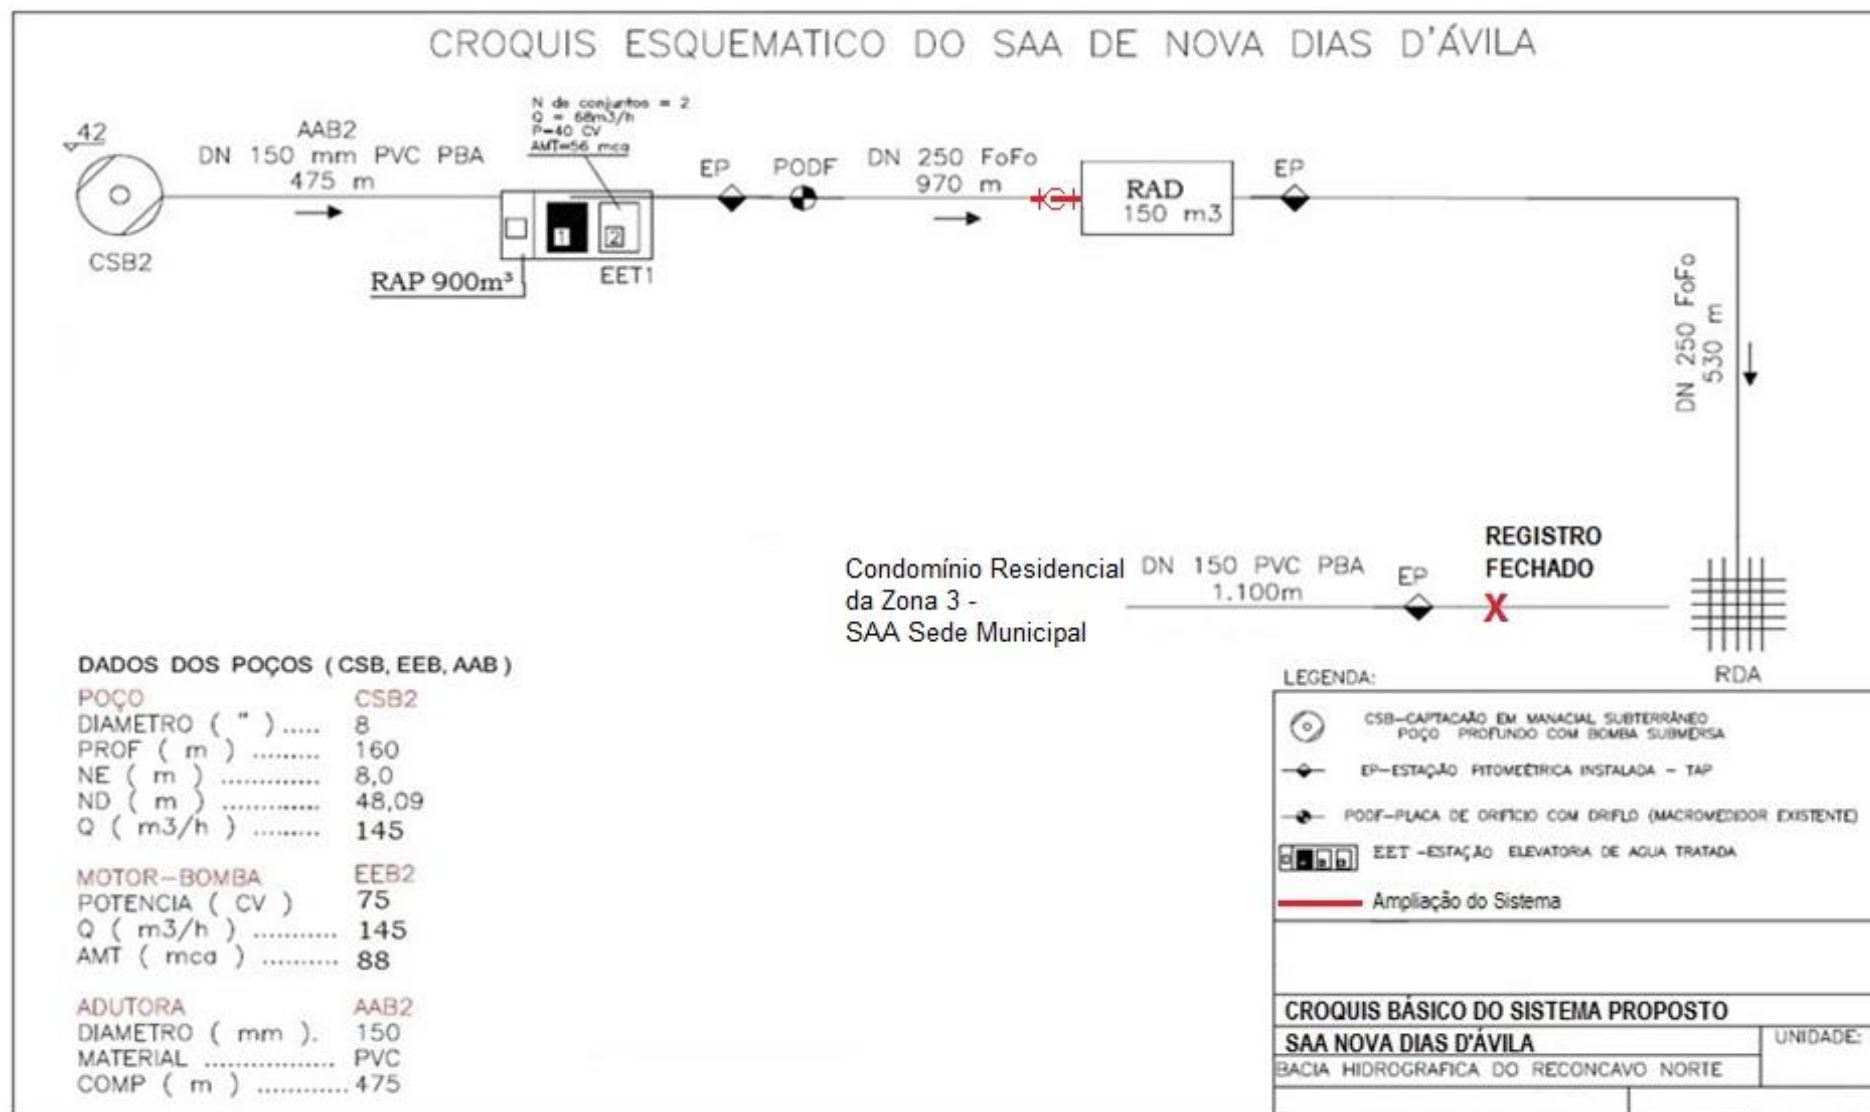 CROQUIS ESQUEMATICO DO SAA DE NOVA DIAS D'ÁVILA
N de conjuntos = 2
Q = 68m3/h
P=40 CV
AMT=56 mca
42
AAB2
DN 150 mm PVC PBA
475 m
CSB2
RAP 900m³
1
2
EET1
EP
PODF
DN 250 FoFo
970 m
RAD
150 m3
EP
DN 250 FoFo
530 m
Condomínio Residencial
da Zona 3 -
SAA Sede Municipal
DN 150 PVC PBA
1.100m
EP
REGISTRO
FECHADO
X
RDA
DADOS DOS POÇOS ( CSB, EEB, AAB )
POÇO CSB2
DIAMETRO ( " ) ..... 8
PROF ( m ) ......... 160
NE ( m ) ............. 8,0
ND ( m ) ............. 48,09
Q ( m3/h ) ......... 145
MOTOR-BOMBA EEB2
POTENCIA ( CV ) 75
Q ( m3/h ) ........... 145
AMT ( mca ) .......... 88
ADUTORA AAB2
DIAMETRO ( mm ). 150
MATERIAL ................. PVC
COMP ( m ) ............ 475
LEGENDA:
CSB-CAPTACAÃO EM MANACIAL SUBTERRÂNEO
POÇO PROFUNDO COM BOMBA SUBMERSA
EP-ESTAÇÃO PITOMEÉTRICA INSTALADA - TAP
PODF-PLACA DE ORIFÍCIO COM DRIFLO (MACROMEDIDOR EXISTENTE)
EET -ESTAÇÃO ELEVATORIA DE AGUA TRATADA
Ampliação do Sistema
CROQUIS BÁSICO DO SISTEMA PROPOSTO
SAA NOVA DIAS D'ÁVILA
UNIDADE:
BACIA HIDROGRAFICA DO RECONCAVO NORTE